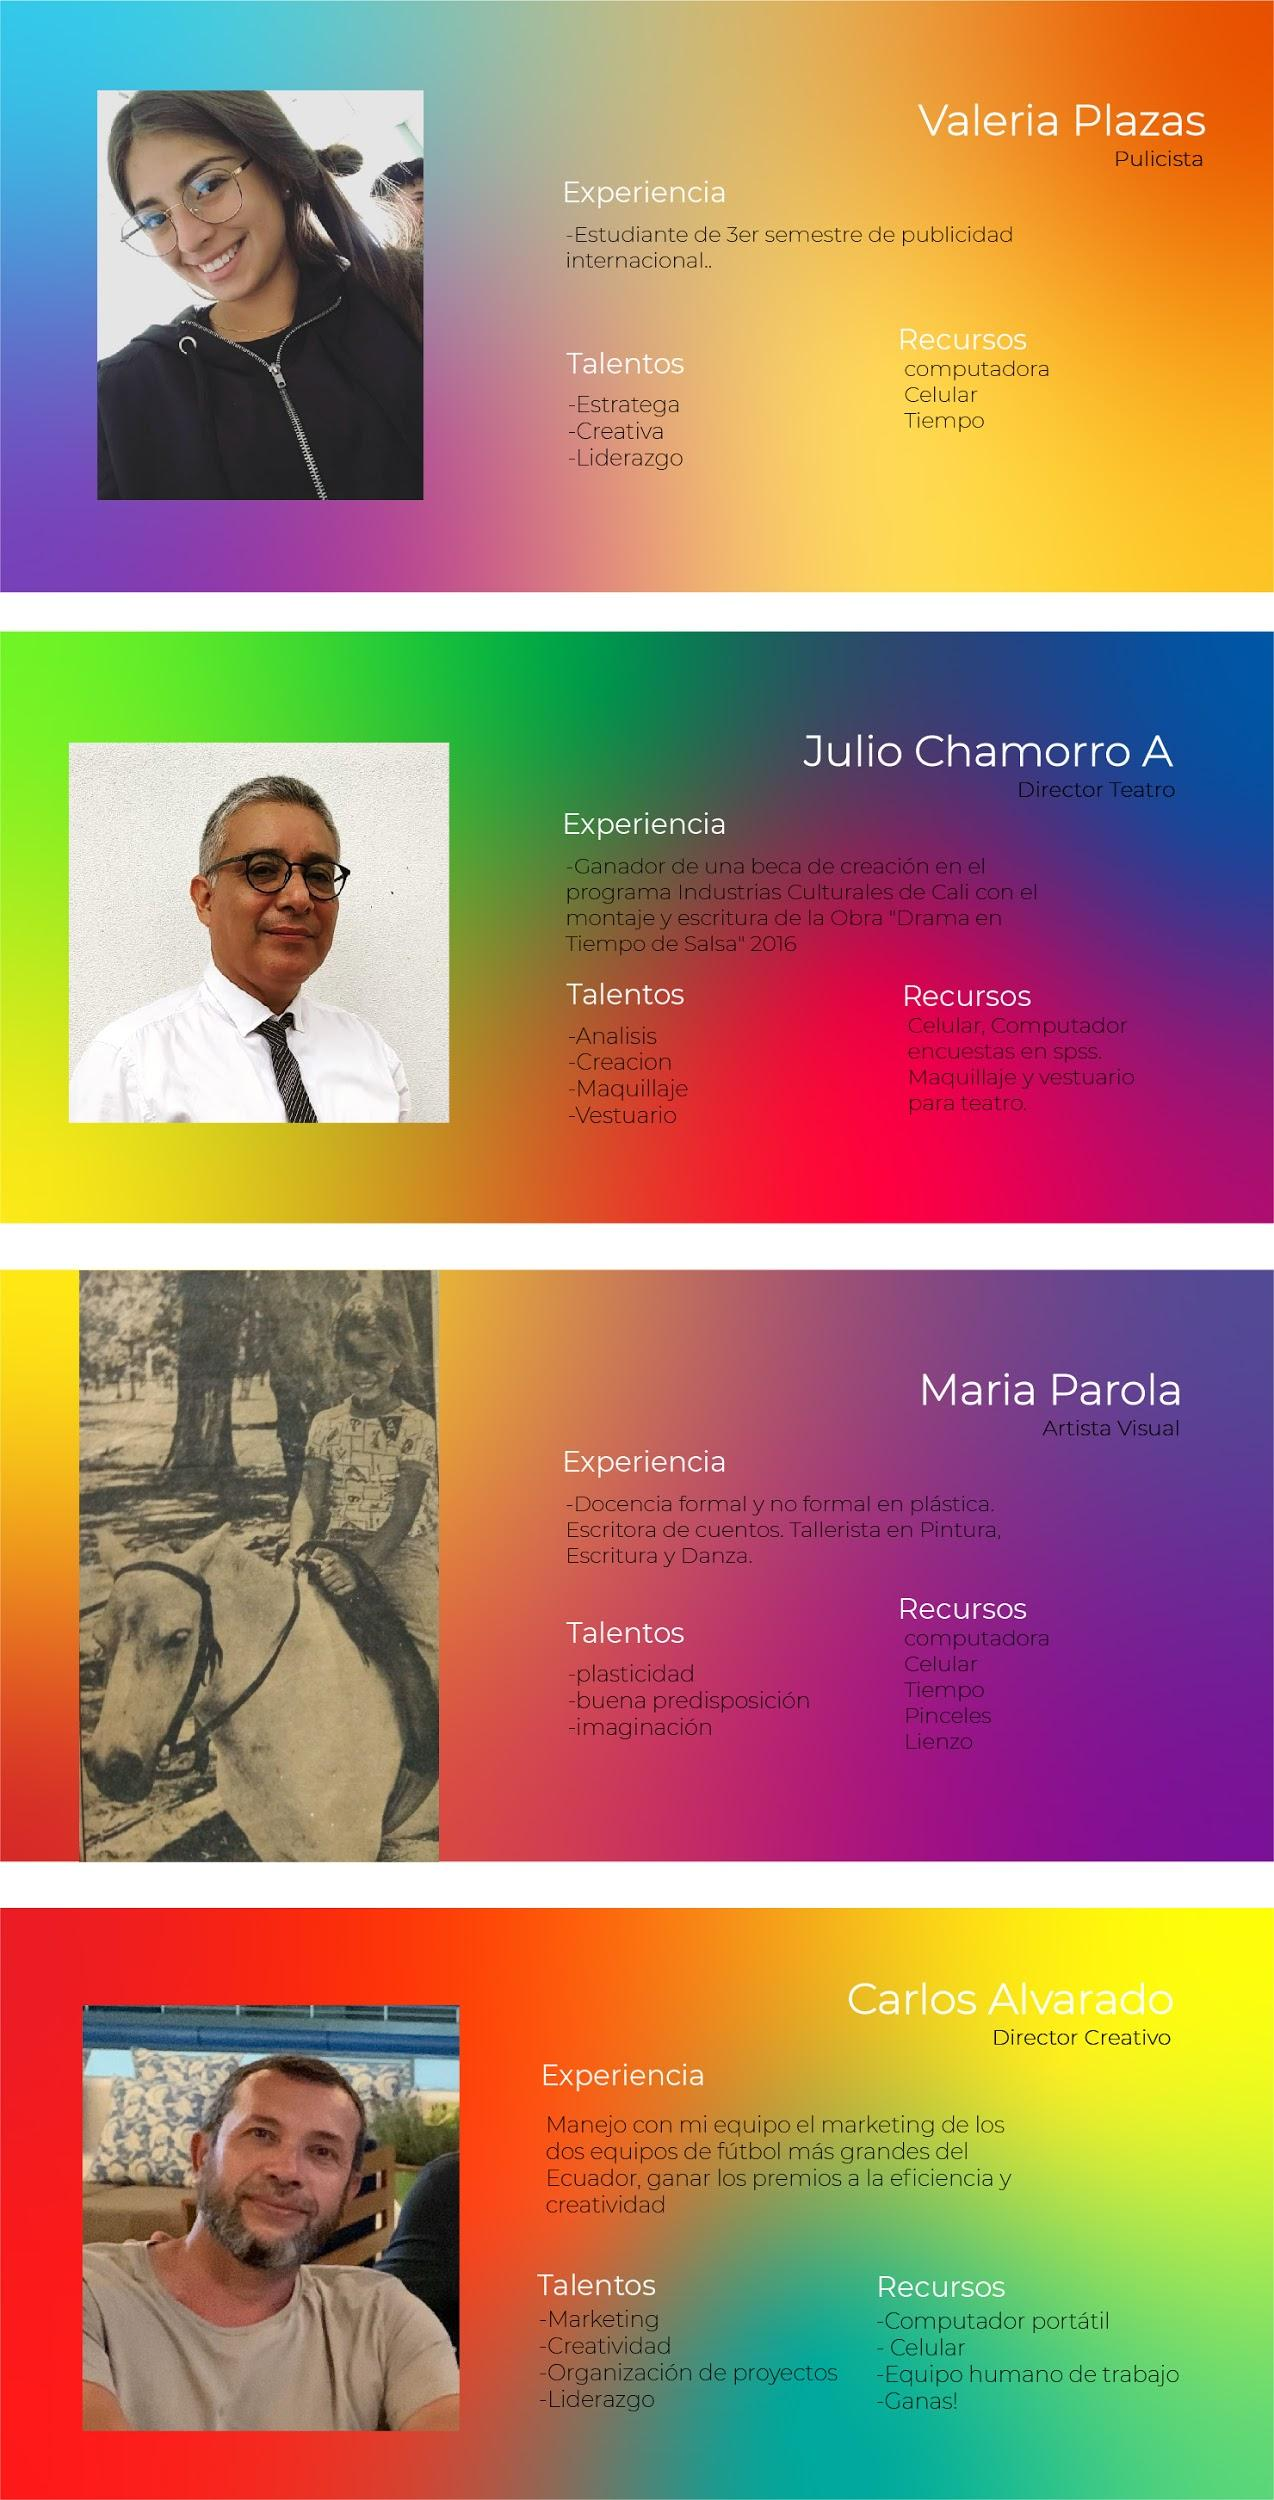 Valeria Plazas
Pulicista
Experiencia
-Estudiante de 3er semestre de publicidad
internacional..
Talentos
-Estratega
-Creativa
-Liderazgo
Recursos
computadora
Celular
Tiempo
Julio Chamorro A
Director Teatro
Experiencia
-Ganador de una beca de creación en el
programa Industrias Culturales de Cali con el
montaje y escritura de la Obra "Drama en
Tiempo de Salsa" 2016
Talentos
-Analisis
-Creacion
-Maquillaje
-Vestuario
Recursos
Celular, Computador
encuestas en spss.
Maquillaje y vestuario
para teatro.
Maria Parola
Artista Visual
Experiencia
-Docencia formal y no formal en plástica.
Escritora de cuentos. Tallerista en Pintura,
Escritura y Danza.
Talentos
-plasticidad
-buena predisposición
-imaginación
Recursos
computadora
Celular
Tiempo
Pinceles
Lienzo
Carlos Alvarado
Director Creativo
Experiencia
Manejo con mi equipo el marketing de los
dos equipos de fútbol más grandes del
Ecuador, ganar los premios a la eficiencia y
creatividad
Talentos
-Marketing
-Creatividad
-Organización de proyectos
-Liderazgo
Recursos
-Computador portátil
- Celular
-Equipo humano de trabajo
-Ganas!